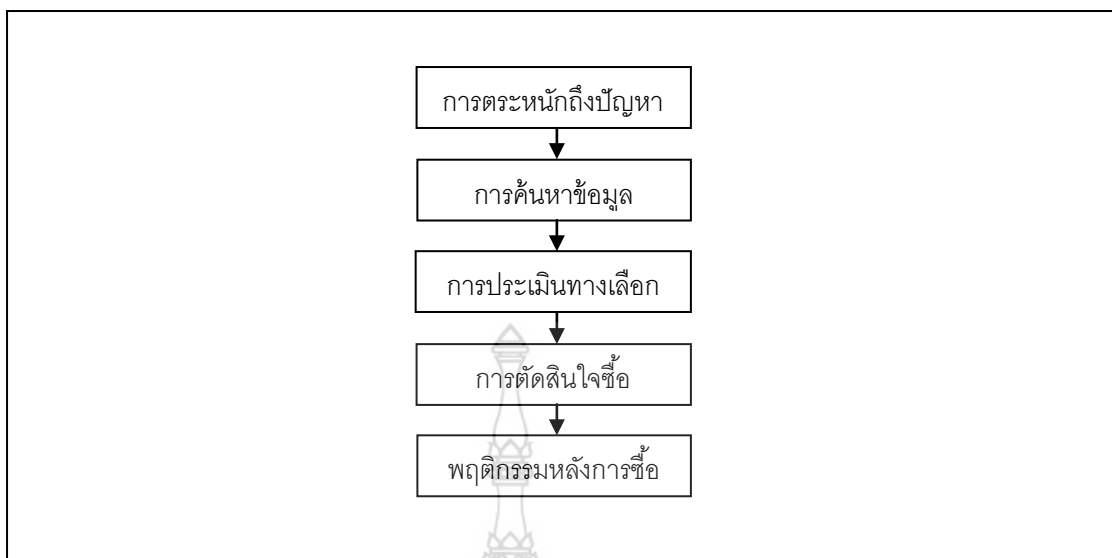 การตระหนักถึงปัญหา
การค้นหาข้อมูล
การประเมินทางเลือก
การตัดสินใจซื้อ
พฤติกรรมหลังการซื้อ